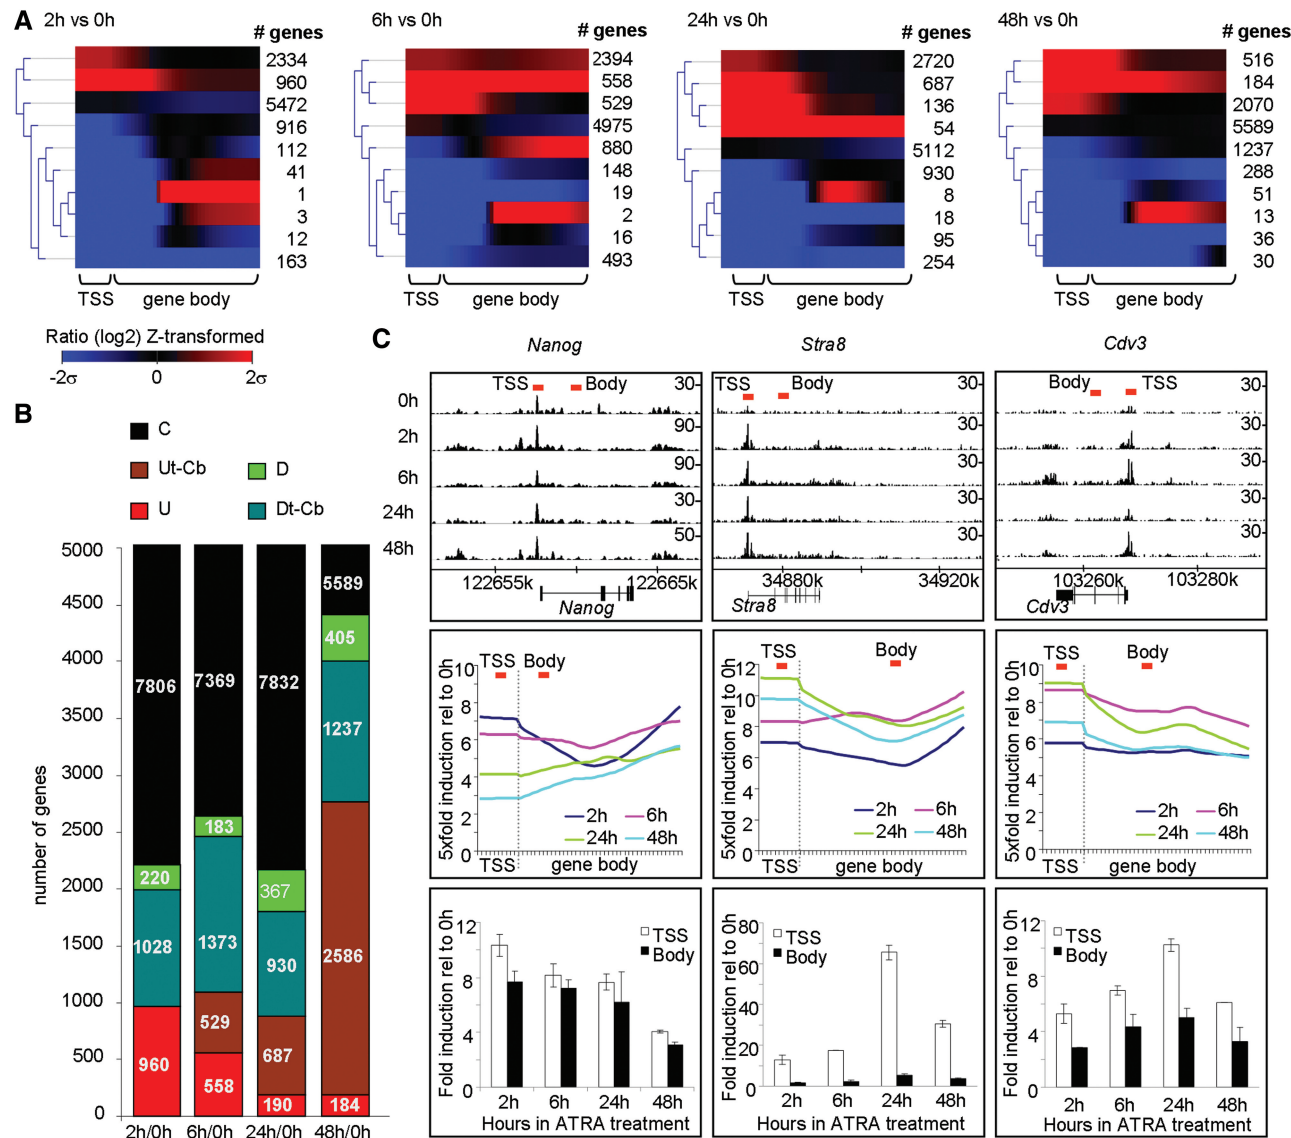 A 2h vs 0h
# genes
2334
960
5472
916
112
41
1
3
12
163
TSS gene body
6h vs 0h
# genes
2394
558
529
4975
880
148
19
2
16
493
TSS gene body
24h vs 0h
# genes
2720
687
136
54
5112
930
8
18
95
254
TSS gene body
48h vs 0h
# genes
516
184
2070
5589
1237
288
51
13
36
30
TSS gene body
Ratio (log2) Z-transformed
-2σ 0 2σ
B
C
Ut-Cb D
U Dt-Cb
number of genes
5000
4500
4000
3500
3000
2500
2000
1500
1000
500
0
7806
220
1028
960
7369
183
1373
529
558
7832
367
930
687
190
5589
405
1237
2586
184
2h/0h 6h/0h 24h/0h 48h/0h
C
Nanog Stra8 Cdv3
0h
2h
6h
24h
48h
TSS Body 30
90
90
30
50
122655k 122665k
Nanog
TSS Body 30
30
30
30
30
34880k 34920k
Stra8
Body TSS 30
30
30
30
30
103260k 103280k
Cdv3
5xfold induction rel to 0h
10
8
6
4
2
0
TSS Body
2h 6h
24h 48h
TSS gene body
5xfold induction rel to 0h
12
10
8
6
4
2
0
TSS Body
2h 6h
24h 48h
TSS gene body
5xfold induction rel to 0h
10
8
6
4
2
0
TSS Body
2h 6h
24h 48h
TSS gene body
Fold induction rel to 0h
12
8
4
0
TSS
Body
2h 6h 24h 48h
Hours in ATRA treatment
Fold induction rel to 0h
80
60
40
20
0
TSS
Body
2h 6h 24h 48h
Hours in ATRA treatment
Fold induction rel to 0h
12
8
4
0
TSS
Body
2h 6h 24h 48h
Hours in ATRA treatment